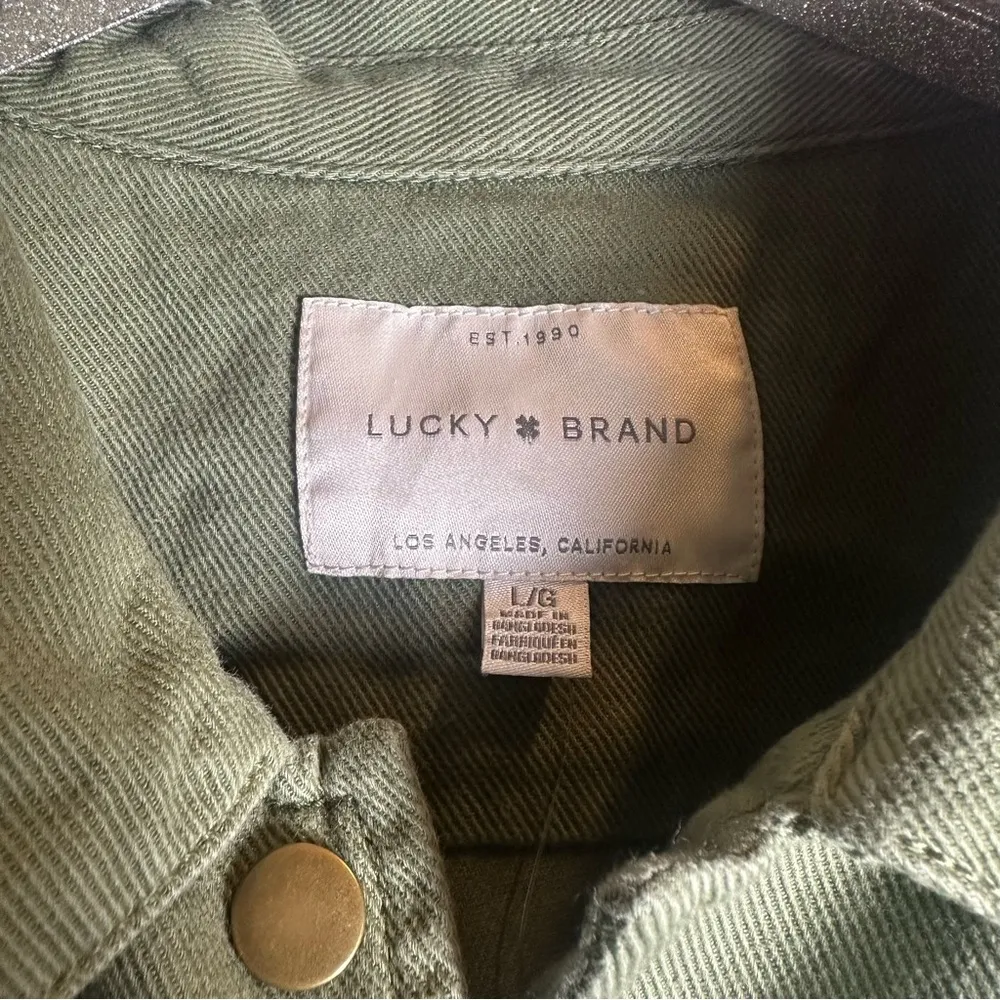 EST.1990
LUCKY BRAND
LOS ANGELES, CALIFORNIA
L/G
MADE IN
BANGLADESH
FABRIQUÉ EN
BANGLADESH